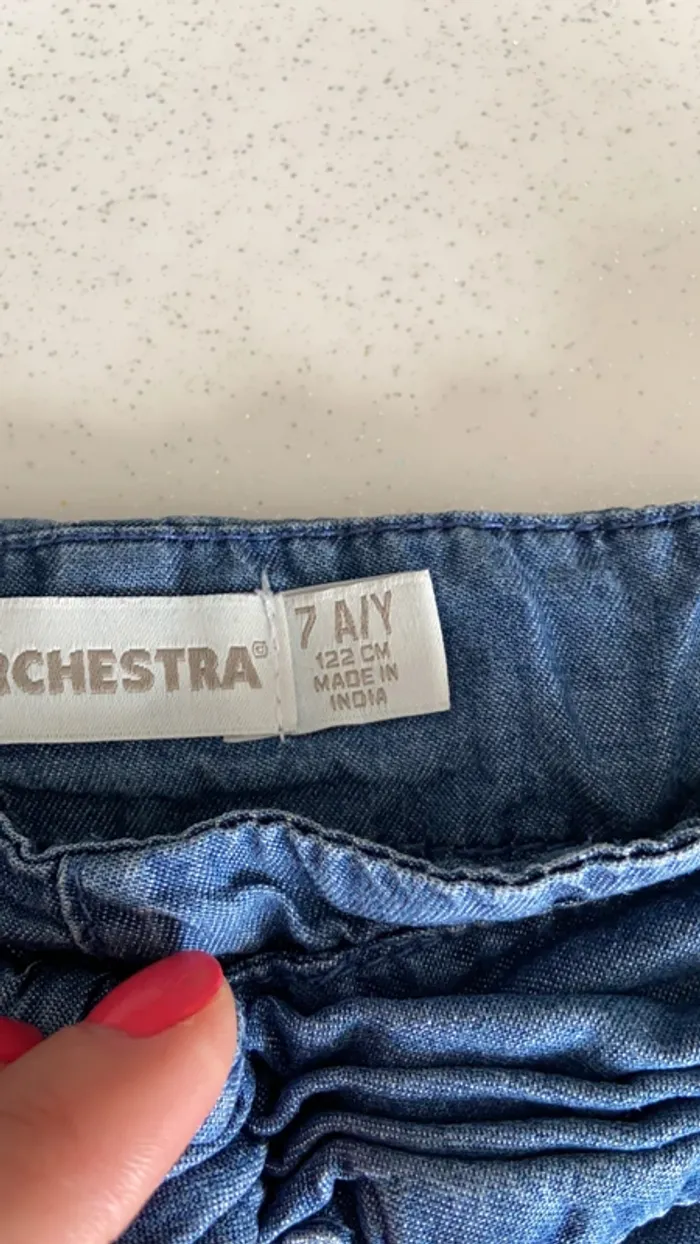 RCHESTRA®
7 A/Y
122 CM
MADE IN
INDIA